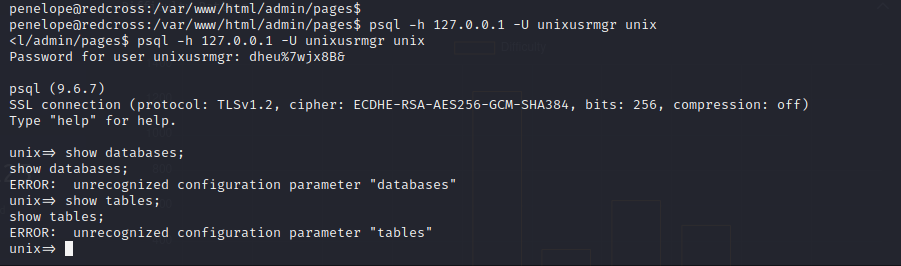 penelope@redcross:/var/www/html/admin/pages$
penelope@redcross:/var/www/html/admin/pages$ psql -h 127.0.0.1 -U unixusrmgr unix
<l/admin/pages$ psql -h 127.0.0.1 -U unixusrmgr unix
Password for user unixusrmgr: dheu%7wjx8B&
psql (9.6.7)
SSL connection (protocol: TLSv1.2, cipher: ECDHE-RSA-AES256-GCM-SHA384, bits: 256, compression: off)
Type "help" for help.
unix=> show databases;
show databases;
ERROR:  unrecognized configuration parameter "databases"
unix=> show tables;
show tables;
ERROR:  unrecognized configuration parameter "tables"
unix=>